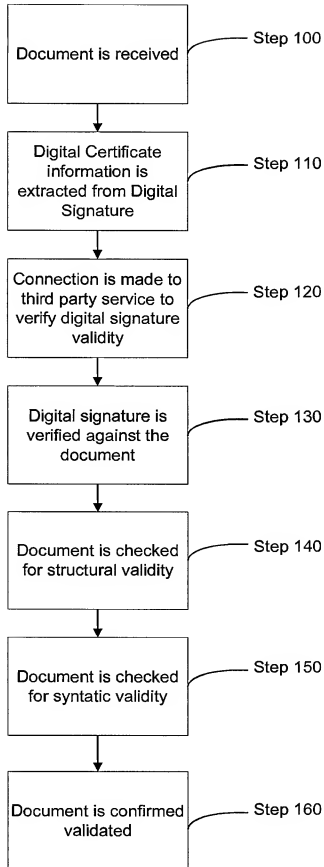 Document is received
Step 100
Digital Certificate
information is
extracted from Digital
Signature
Step 110
Connection is made to
third party service to
verify digital signature
validity
Step 120
Digital signature is
verified against the
document
Step 130
Document is checked
for structural validity
Step 140
Document is checked
for syntatic validity
Step 150
Document is confirmed
validated
Step 160